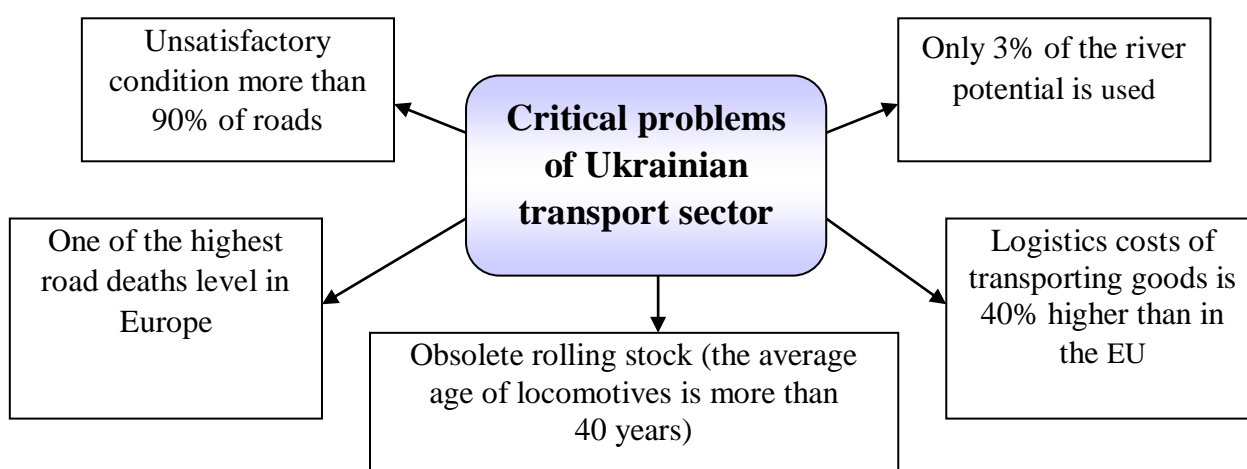 Unsatisfactory
condition more than
90% of roads
Only 3% of the river
potential is used
Critical problems
of Ukrainian
transport sector
One of the highest
road deaths level in
Europe
Logistics costs of
transporting goods is
40% higher than in
the EU
Obsolete rolling stock (the average
age of locomotives is more than
40 years)